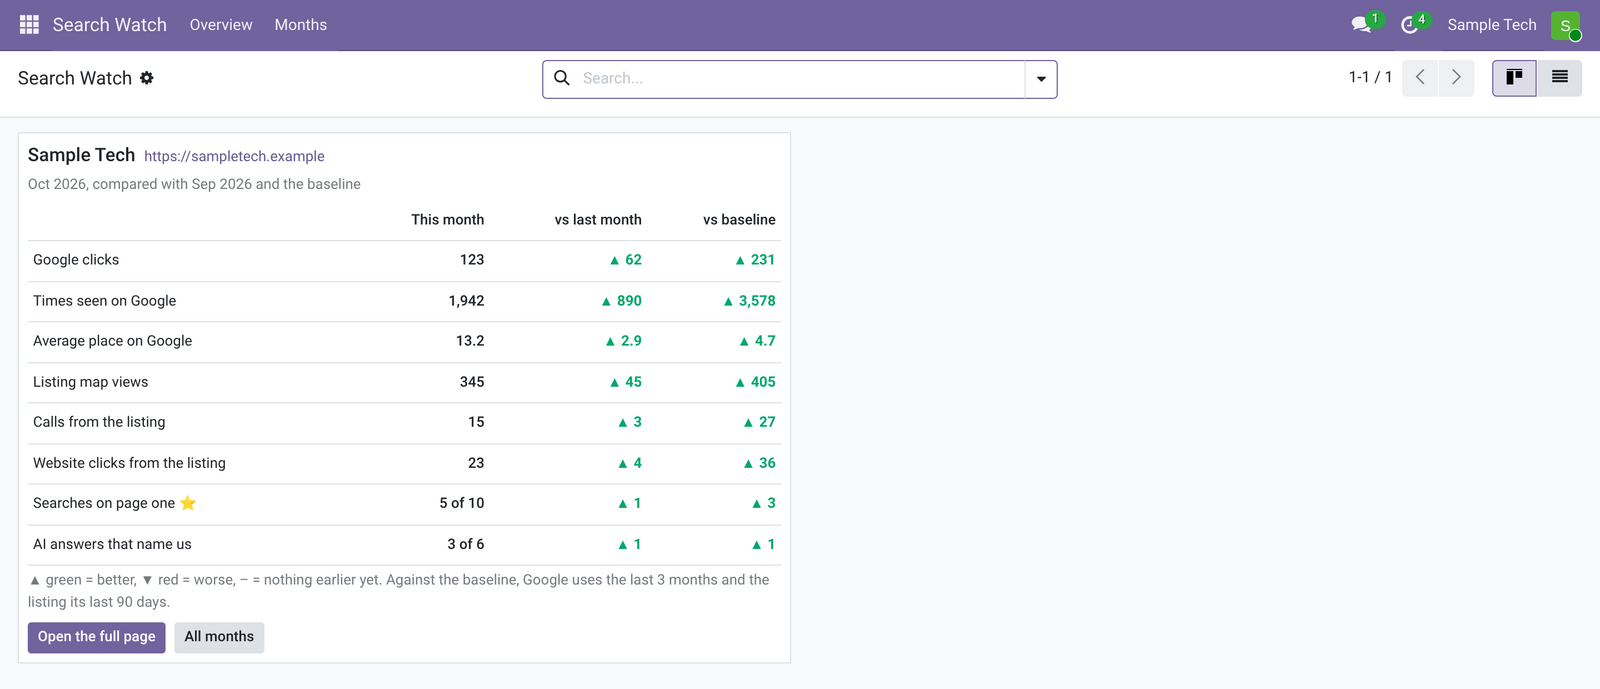 Search Watch Overview Months 1 4 Sample Tech S
Search Watch Search... 1-1 / 1
Sample Tech https://sampletech.example
Oct 2026, compared with Sep 2026 and the baseline
This month vs last month vs baseline
Google clicks 123 ▲ 62 ▲ 231
Times seen on Google 1,942 ▲ 890 ▲ 3,578
Average place on Google 13.2 ▲ 2.9 ▲ 4.7
Listing map views 345 ▲ 45 ▲ 405
Calls from the listing 15 ▲ 3 ▲ 27
Website clicks from the listing 23 ▲ 4 ▲ 36
Searches on page one ⭐ 5 of 10 ▲ 1 ▲ 3
AI answers that name us 3 of 6 ▲ 1 ▲ 1
▲ green = better, ▼ red = worse, – = nothing earlier yet. Against the baseline, Google uses the last 3 months and the
listing its last 90 days.
Open the full page All months